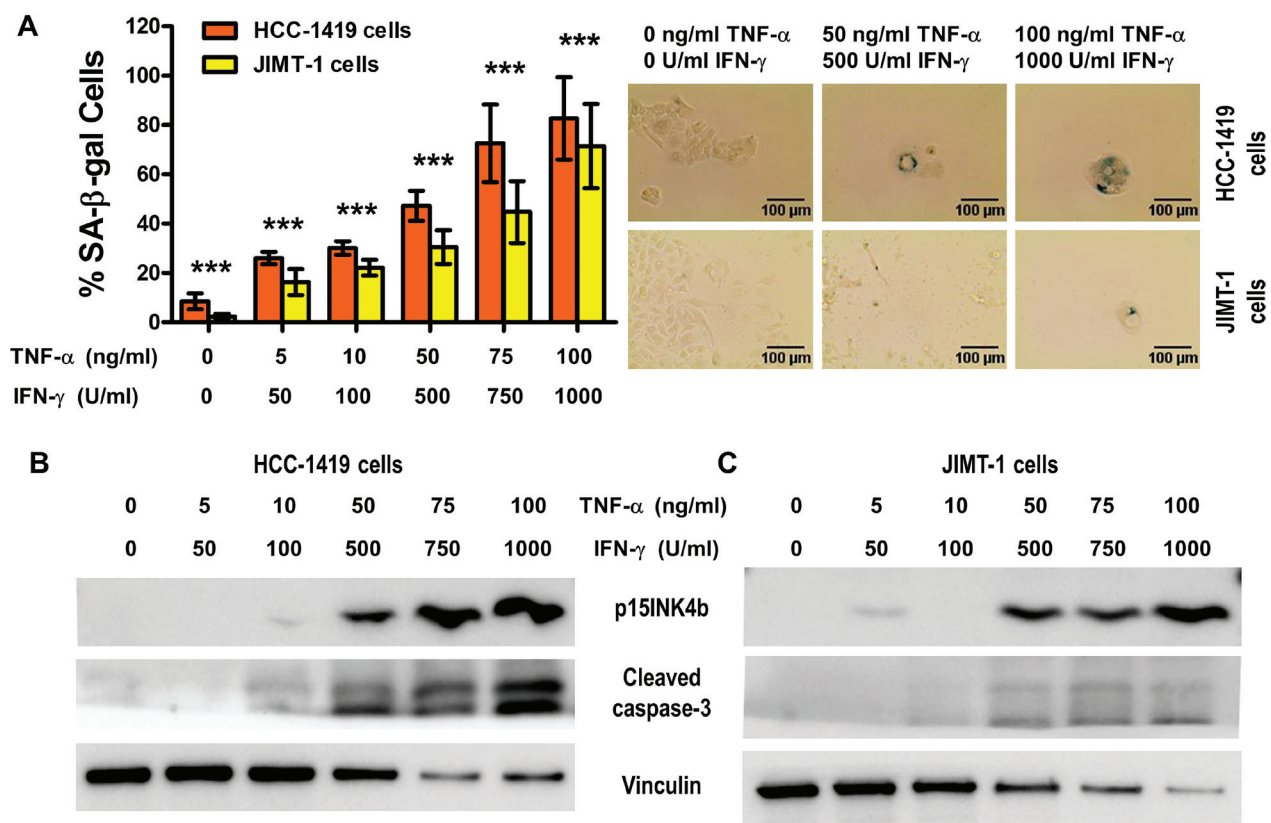 A
120
100
80
60
40
20
0
% SA-β-gal Cells
HCC-1419 cells
JIMT-1 cells
***
***
***
***
***
***
TNF-α (ng/ml) 0 5 10 50 75 100
IFN-γ (U/ml) 0 50 100 500 750 1000
0 ng/ml TNF-α
0 U/ml IFN-γ
50 ng/ml TNF-α
500 U/ml IFN-γ
100 ng/ml TNF-α
1000 U/ml IFN-γ
100 µm
100 µm
100 µm
HCC-1419
cells
100 µm
100 µm
100 µm
JIMT-1
cells
B
HCC-1419 cells
C
JIMT-1 cells
0 5 10 50 75 100 TNF-α (ng/ml) 0 5 10 50 75 100
0 50 100 500 750 1000 IFN-γ (U/ml) 0 50 100 500 750 1000
p15INK4b
Cleaved
caspase-3
Vinculin